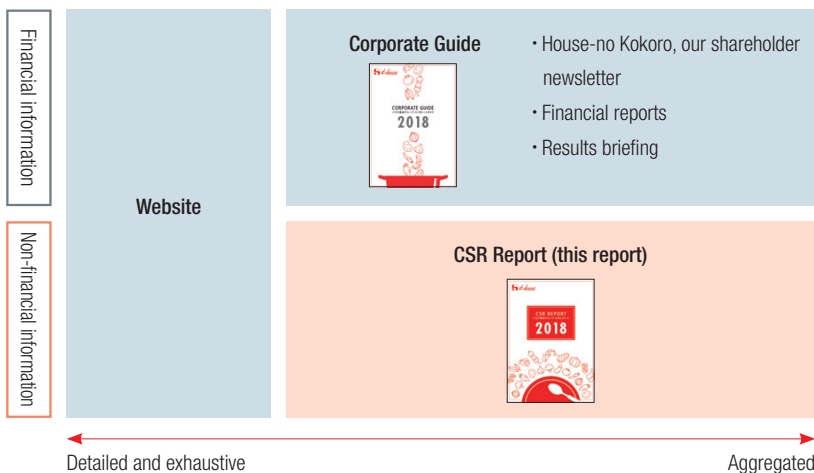 Financial information
Non-financial information
Website
Corporate Guide
CORPORATE GUIDE
2018
・House-no Kokoro, our shareholder
newsletter
・Financial reports
・Results briefing
CSR Report (this report)
CSR REPORT
2018
Detailed and exhaustive
Aggregated